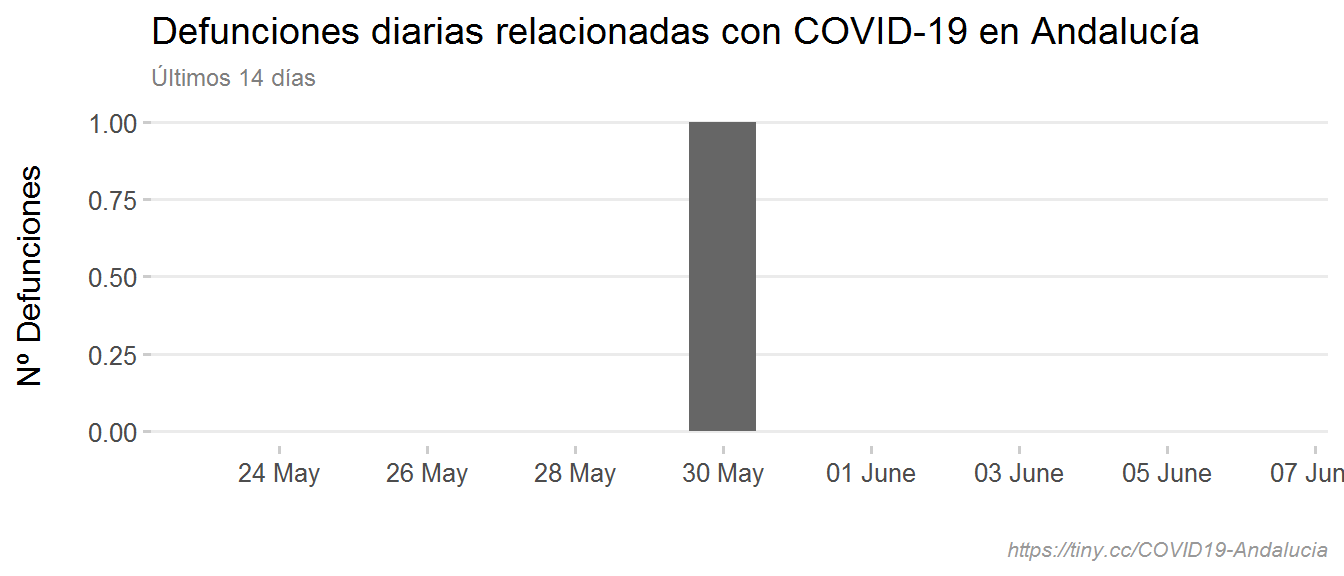 Defunciones diarias relacionadas con COVID-19 en Andalucía
Últimos 14 días
Nº Defunciones
1.00
0.75
0.50
0.25
0.00
24 May
26 May
28 May
30 May
01 June
03 June
05 June
07 Jun
https://tiny.cc/COVID19-Andalucia